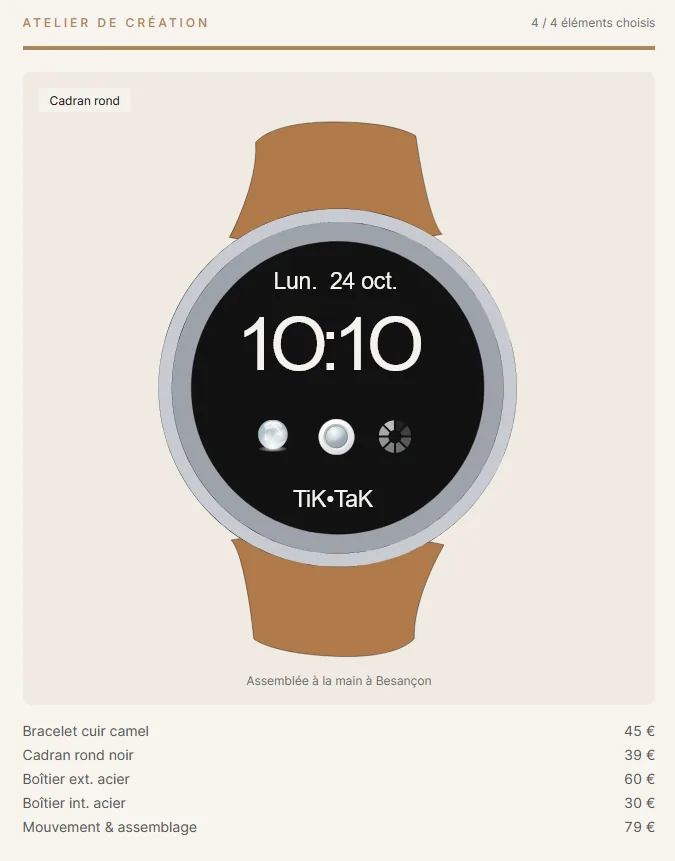 ATELIER DE CRÉATION
4 / 4 éléments choisis
Cadran rond
Lun. 24 oct.
10:10
TiK•TaK
Assemblée à la main à Besançon
Bracelet cuir camel 45 €
Cadran rond noir 39 €
Boîtier ext. acier 60 €
Boîtier int. acier 30 €
Mouvement & assemblage 79 €